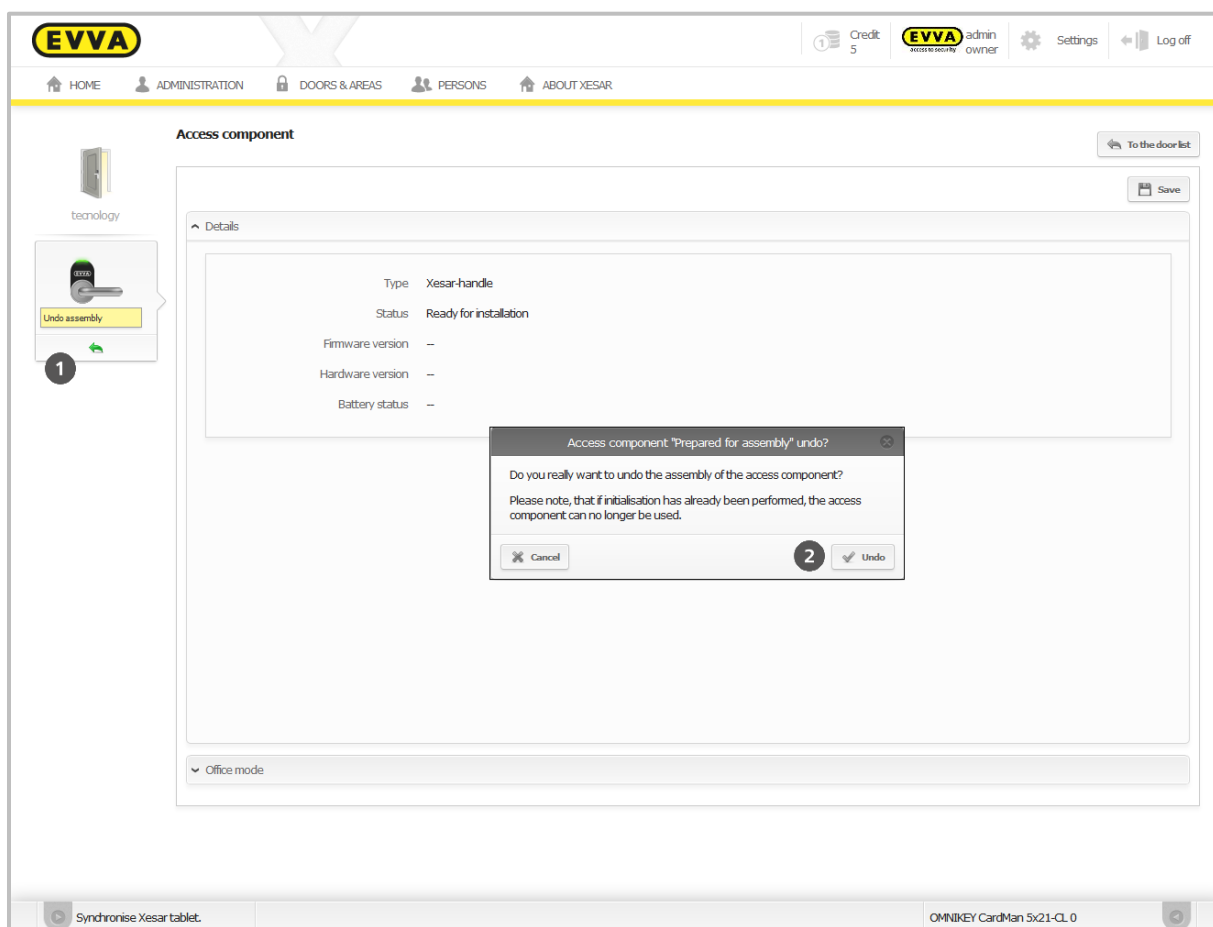 EVVA
Credit
5
EVVA
access to security
admin
owner
Settings
Log off
HOME
ADMINISTRATION
DOORS & AREAS
PERSONS
ABOUT XESAR
Access component
To the door list
Save
tecnology
Details
EVVA
Undo assembly
1
Type Xesar-handle
Status Ready for installation
Firmware version --
Hardware version --
Battery status --
Access component "Prepared for assembly" undo?
Do you really want to undo the assembly of the access component?
Please note, that if initialisation has already been performed, the access
component can no longer be used.
Cancel
2
Undo
Office mode
Synchronise Xesar tablet.
OMNIKEY CardMan 5x21-CL 0